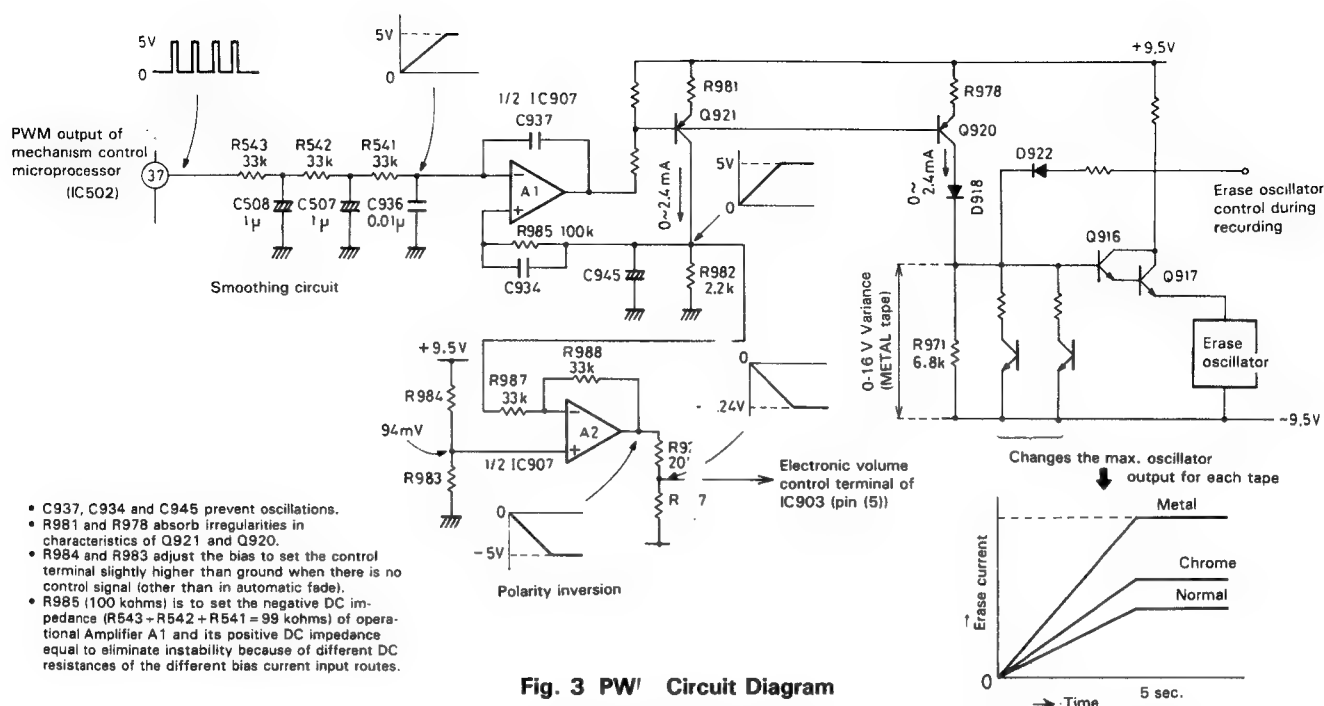 5V
0
PWM output of
mechanism control
microprocessor
(IC502)
37
R543
33k
R542
33k
R541
33k
C508
1μ
C507
1μ
C936
0.01μ
Smoothing circuit
5V
0
1/2 IC907
C937
A1
R985 100k
C934
C945
R981
Q921
0~2.4mA
5V
0
R982
2.2k
+9.5V
R978
Q920
0~
2.4mA
D918
D922
Erase oscillator
control during
recording
Q916
Q917
Erase
oscillator
0-16 V Variance
(METAL tape)
R971
6.8k
~9.5V
Changes the max. oscillator
output for each tape
+9.5V
R984
94mV
R983
R987
33k
R988
33k
A2
1/2 IC907
0
-5V
Polarity inversion
0
.24V
Electronic volume
control terminal of
IC903 (pin (5))
• C937, C934 and C945 prevent oscillations.
• R981 and R978 absorb irregularities in
characteristics of Q921 and Q920.
• R984 and R983 adjust the bias to set the control
terminal slightly higher than ground when there is no
control signal (other than in automatic fade).
• R985 (100 kohms) is to set the negative DC im-
pedance (R543+R542+R541=99 kohms) of opera-
tional Amplifier A1 and its positive DC impedance
equal to eliminate instability because of different DC
resistances of the different bias current input routes.
→ Erase current
Metal
Chrome
Normal
0
→ Time
5 sec.
Fig. 3 PW Circuit Diagram